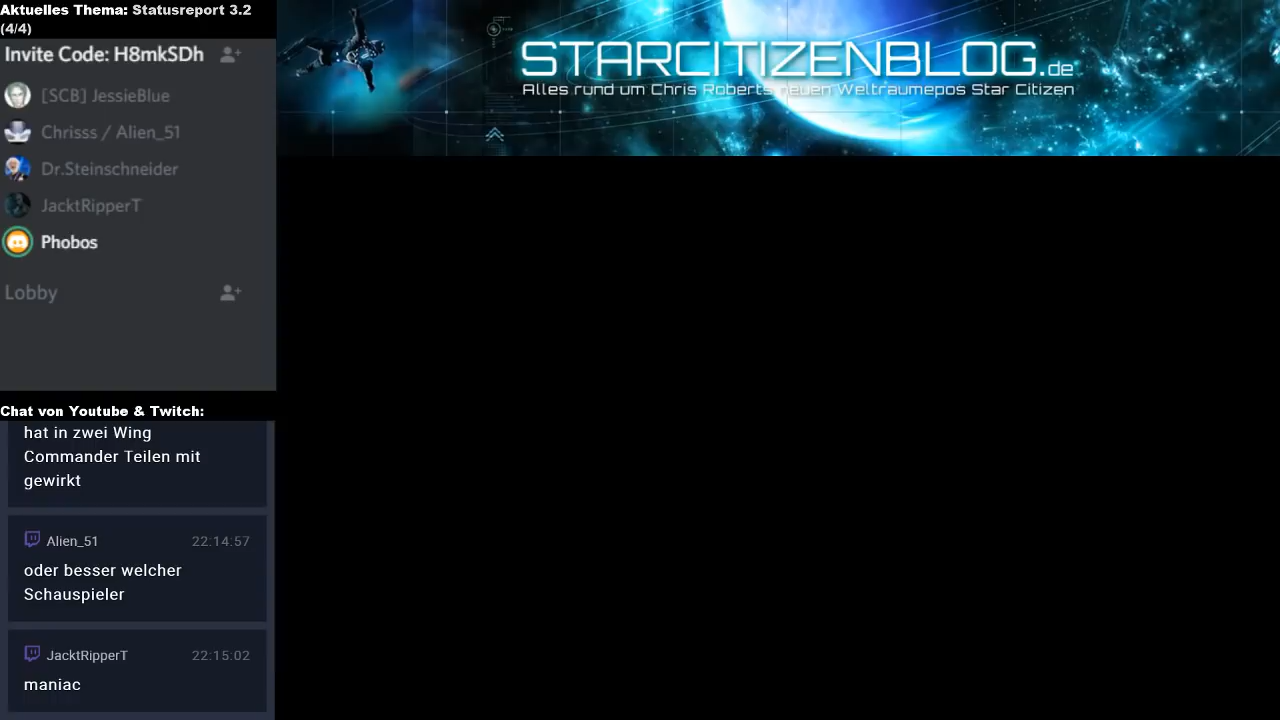 Aktuelles Thema: Statusreport 3.2
(4/4)
Invite Code: H8mkSDh
[SCB] JessieBlue
Chrisss / Alien_51
Dr.Steinschneider
JacktRipperT
Phobos
Lobby
STARCITIZENBLOG.de
Alles rund um Chris Roberts neuen Weltraumepos Star Citizen
Chat von Youtube & Twitch:
hat in zwei Wing
Commander Teilen mit
gewirkt
Alien_51 22:14:57
oder besser welcher
Schauspieler
JacktRipperT 22:15:02
maniac